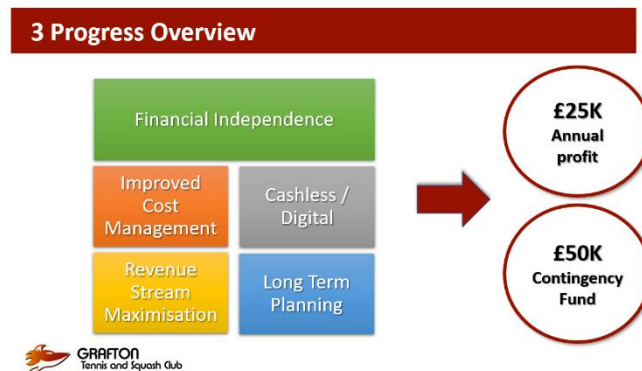 3 Progress Overview
Financial Independence
Improved
Cost
Management
Cashless /
Digital
Revenue
Stream
Maximisation
Long Term
Planning
£25K
Annual
profit
£50K
Contingency
Fund
GRAFTON
Tennis and Squash Club